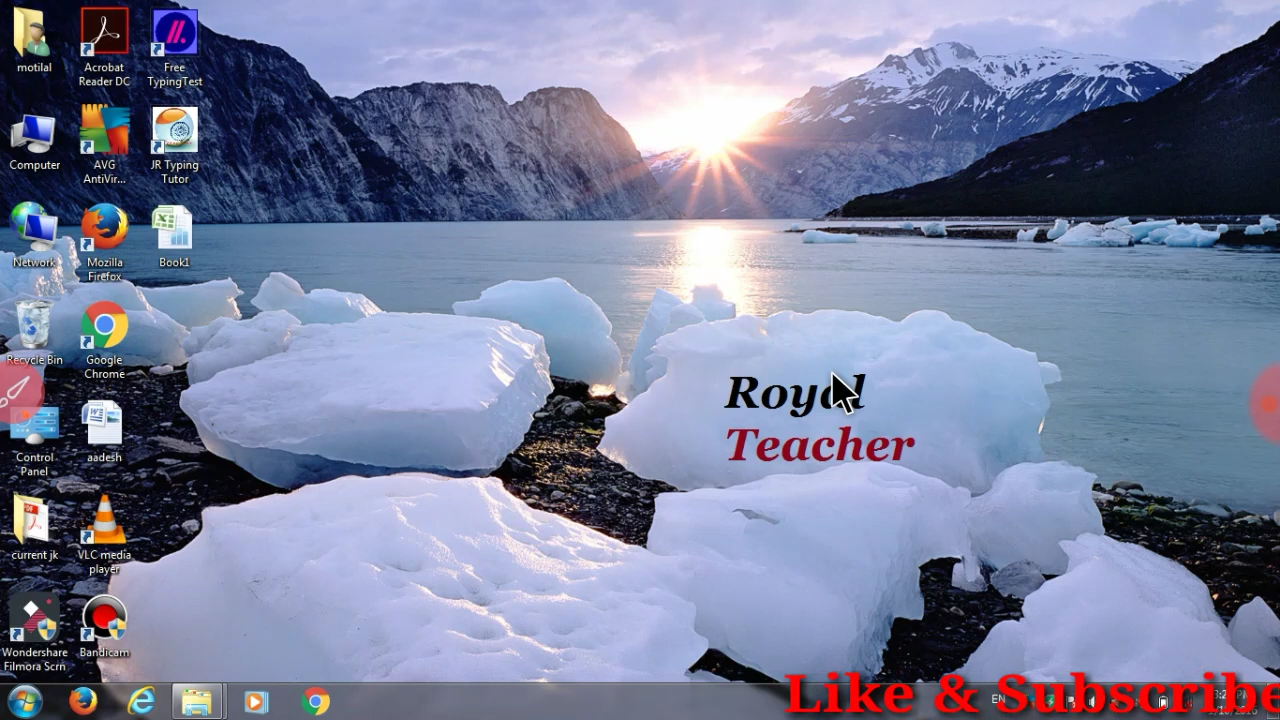 motilal
Acrobat
Reader DC
Free
TypingTest
Computer
AVG
AntiVir...
JR Typing
Tutor
Network
Mozilla
Firefox
Book1
Recycle Bin
Google
Chrome
Royal
Teacher
Control
Panel
aadesh
current jk
VLC media
player
Wondershare
Filmora Scrn
Bandicam
Like & Subscribe
EN